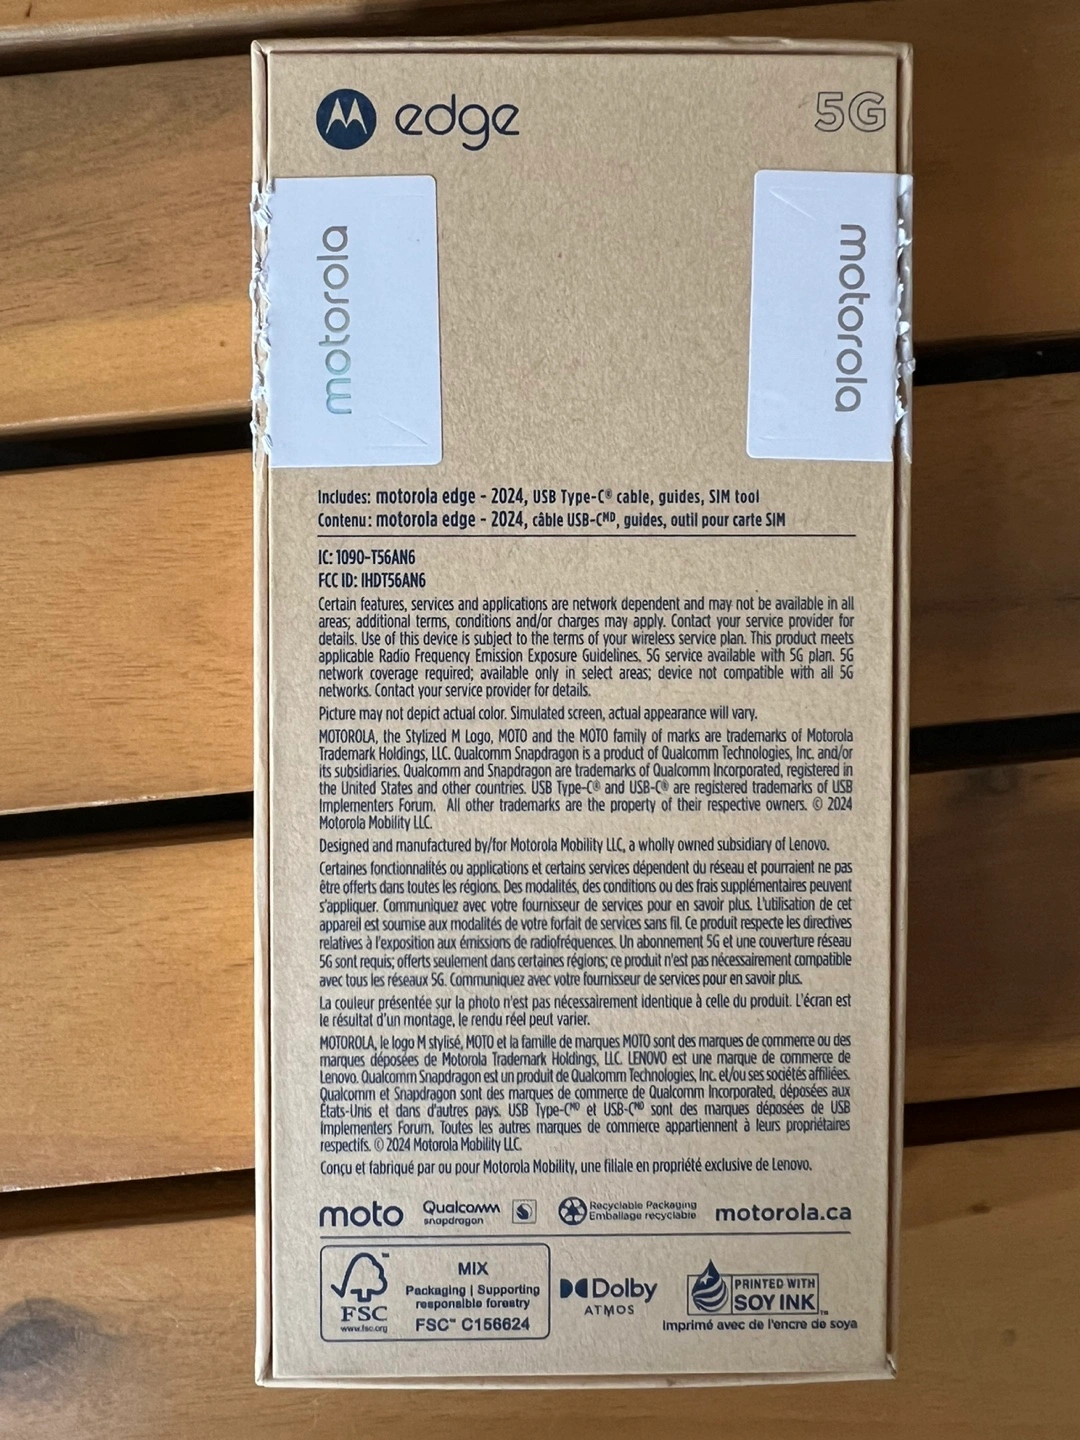 edge
5G
motorola
motorola
Includes: motorola edge - 2024, USB Type-C® cable, guides, SIM tool
Contenu: motorola edge - 2024, câble USB-Cᴹᴰ, guides, outil pour carte SIM
IC: 1090-T56AN6
FCC ID: IHDT56AN6
Certain features, services and applications are network dependent and may not be available in all
areas; additional terms, conditions and/or charges may apply. Contact your service provider for
details. Use of this device is subject to the terms of your wireless service plan. This product meets
applicable Radio Frequency Emission Exposure Guidelines. 5G service available with 5G plan. 5G
network coverage required; available only in select areas; device not compatible with all 5G
networks. Contact your service provider for details.
Picture may not depict actual color. Simulated screen, actual appearance will vary.
MOTOROLA, the Stylized M Logo, MOTO and the MOTO family of marks are trademarks of Motorola
Trademark Holdings, LLC. Qualcomm Snapdragon is a product of Qualcomm Technologies, Inc. and/or
its subsidiaries. Qualcomm and Snapdragon are trademarks of Qualcomm Incorporated, registered in
the United States and other countries. USB Type-C® and USB-C® are registered trademarks of USB
Implementers Forum. All other trademarks are the property of their respective owners. © 2024
Motorola Mobility LLC.
Designed and manufactured by/for Motorola Mobility LLC, a wholly owned subsidiary of Lenovo.
Certaines fonctionnalités ou applications et certains services dépendent du réseau et pourraient ne pas
être offerts dans toutes les régions. Des modalités, des conditions ou des frais supplémentaires peuvent
s'appliquer. Communiquez avec votre fournisseur de services pour en savoir plus. L'utilisation de cet
appareil est soumise aux modalités de votre forfait de services sans fil. Ce produit respecte les directives
relatives à l'exposition aux émissions de radiofréquences. Un abonnement 5G et une couverture réseau
5G sont requis; offerts seulement dans certaines régions; ce produit n'est pas nécessairement compatible
avec tous les réseaux 5G. Communiquez avec votre fournisseur de services pour en savoir plus.
La couleur présentée sur la photo n'est pas nécessairement identique à celle du produit. L'écran est
le résultat d'un montage, le rendu réel peut varier.
MOTOROLA, le logo M stylisé, MOTO et la famille de marques MOTO sont des marques de commerce ou des
marques déposées de Motorola Trademark Holdings, LLC. LENOVO est une marque de commerce de
Lenovo. Qualcomm Snapdragon est un produit de Qualcomm Technologies, Inc. et/ou ses sociétés affiliées.
Qualcomm et Snapdragon sont des marques de commerce de Qualcomm Incorporated, déposées aux
États-Unis et dans d'autres pays. USB Type-Cᴹᴰ et USB-Cᴹᴰ sont des marques déposées de USB
Implementers Forum. Toutes les autres marques de commerce appartiennent à leurs propriétaires
respectifs. © 2024 Motorola Mobility LLC.
Conçu et fabriqué par ou pour Motorola Mobility, une filiale en propriété exclusive de Lenovo.
moto
Qualcomm
snapdragon
Recyclable Packaging
Emballage recyclable
motorola.ca
FSC
www.fsc.org
MIX
Packaging | Supporting
responsible forestry
FSC™ C156624
Dolby
ATMOS
PRINTED WITH
SOY INK™
Imprimé avec de l'encre de soya